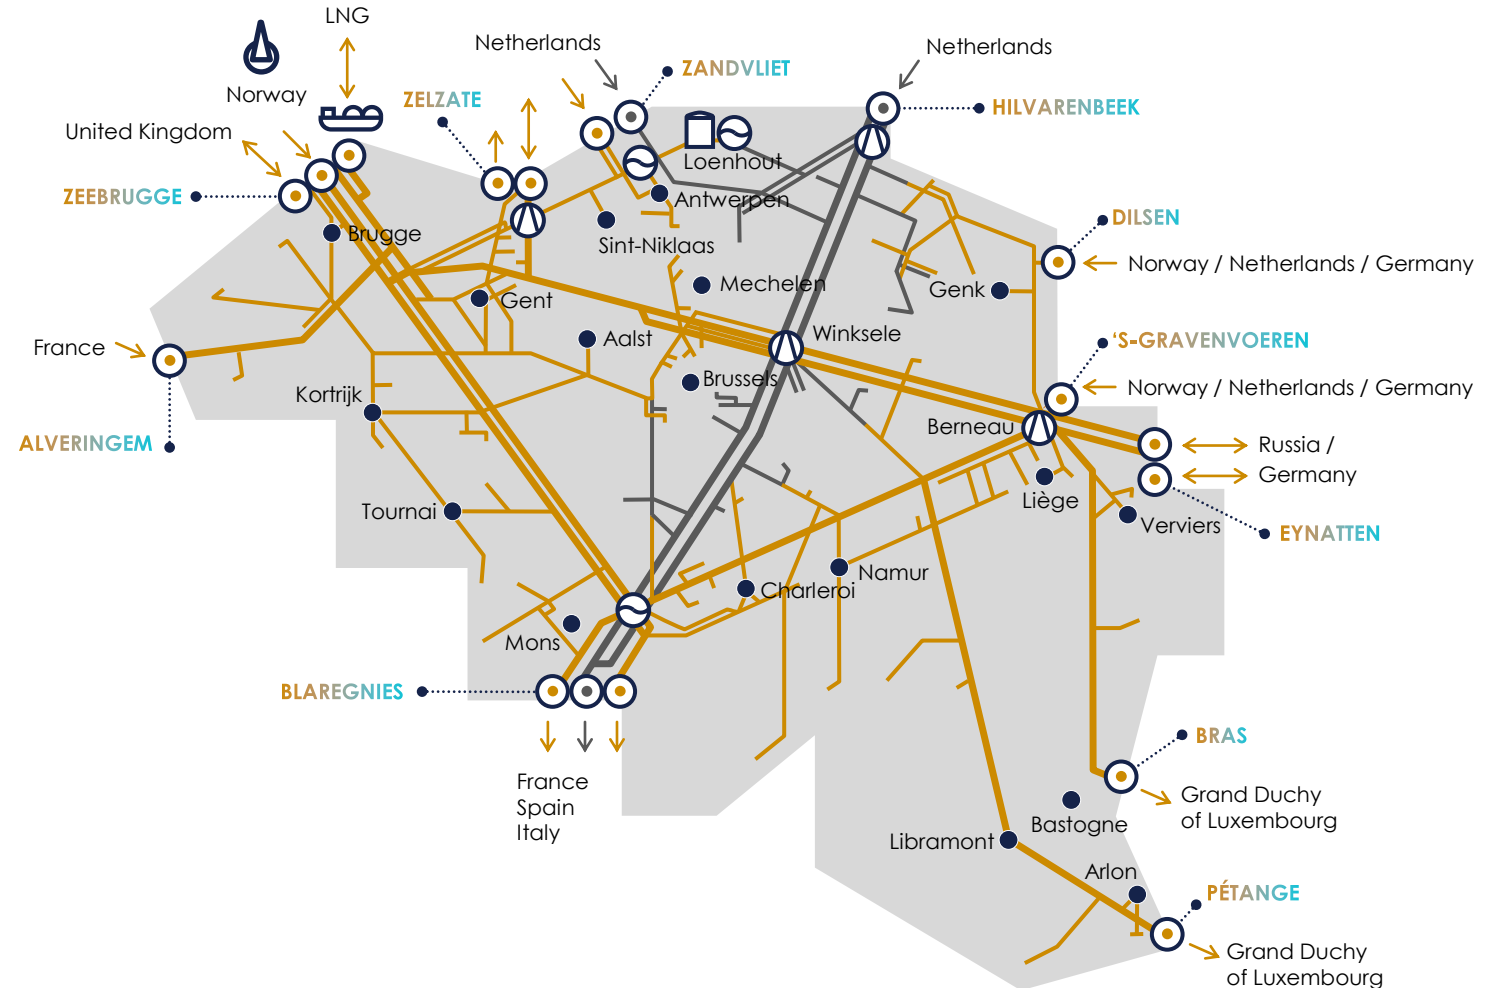 LNG
Netherlands
Netherlands
ZANDVLIET
Norway
ZELZATE
HILVARENBEEK
United Kingdom
Loenhout
ZEEBRUGGE
Antwerpen
DILSEN
Brugge
Sint-Niklaas
Norway / Netherlands / Germany
Mechelen
Genk
Gent
Winksele
Aalst
'S-GRAVENVOEREN
France
Brussels
Norway / Netherlands / Germany
Kortrijk
Berneau
ALVERINGEM
Russia /
Germany
Liège
Tournai
Verviers
EYNATTEN
Namur
Charleroi
Mons
BLAREGNIES
BRAS
France
Spain
Italy
Grand Duchy
of Luxembourg
Bastogne
Libramont
Arlon
PÉTANGE
Grand Duchy
of Luxembourg